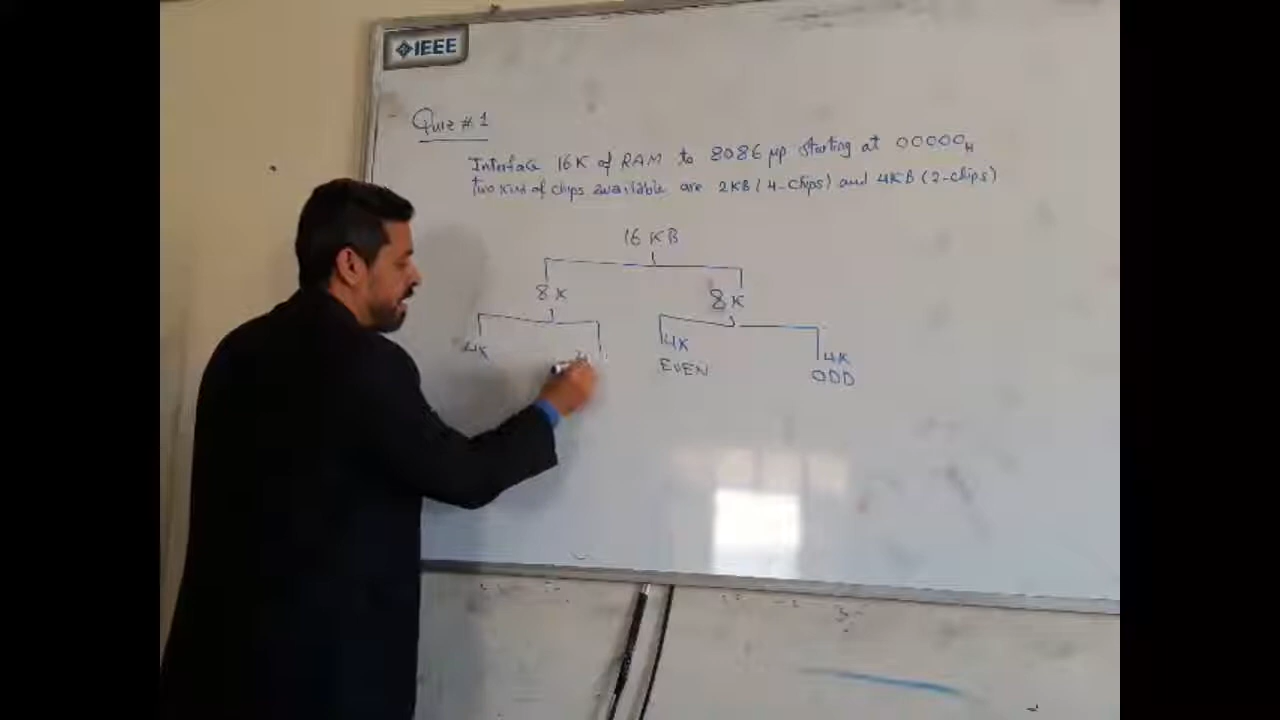 IEEE
Quiz # 1
Interface 16K of RAM to 8086 μp starting at 00000H
two kind of chips available are 2KB (4-chips) and 4KB (2-chips)
16 KB
8 K 8 K
4K 4K 4K
EVEN ODD